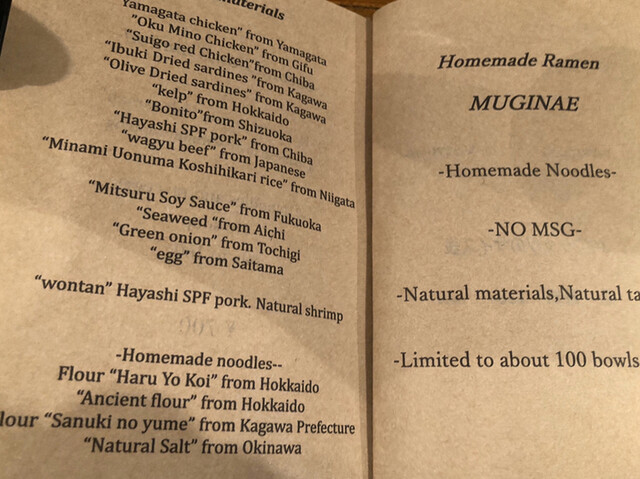 materials
Yamagata chicken” from Yamagata
”Oku Mino Chicken” from Gifu
”Suigo red Chicken”from Chiba
“Ibuki Dried sardines ”from Kagawa
“Olive Dried sardines” from Kagawa
“kelp” from Hokkaido
“Bonito”from Shizuoka
“Hayashi SPF pork” from Chiba
“wagyu beef” from Japanese
“Minami Uonuma Koshihikari rice” from Niigata
“Mitsuru Soy Sauce” from Fukuoka
“Seaweed “from Aichi
“Green onion” from Tochigi
“egg” from Saitama
“wontan” Hayashi SPF pork. Natural shrimp
-Homemade noodles--
Flour “Haru Yo Koi” from Hokkaido
“Ancient flour” from Hokkaido
lour “Sanuki no yume” from Kagawa Prefecture
“Natural Salt” from Okinawa
Homemade Ramen
MUGINAE
-Homemade Noodles-
-NO MSG-
-Natural materials,Natural ta
-Limited to about 100 bowls